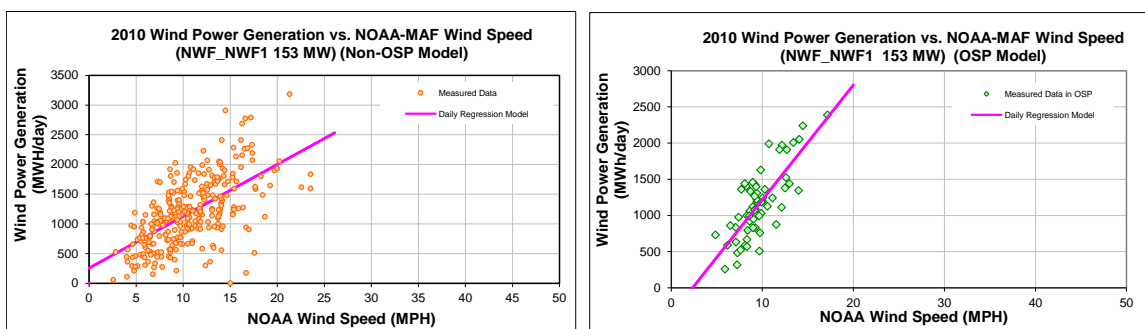 2010 Wind Power Generation vs. NOAA-MAF Wind Speed
(NWF_NWF1 153 MW) (Non-OSP Model)
Wind Power Generation
(MWH/day)
3500
3000
2500
2000
1500
1000
500
0
Measured Data
Daily Regression Model
0 5 10 15 20 25 30 35 40 45 50
NOAA Wind Speed (MPH)
2010 Wind Power Generation vs. NOAA-MAF Wind Speed
(NWF_NWF1 153 MW) (OSP Model)
Wind Power Generation
(MWh/day)
3000
2500
2000
1500
1000
500
0
Measured Data in OSP
Daily Regression Model
0 10 20 30 40 50
NOAA Wind Speed (MPH)